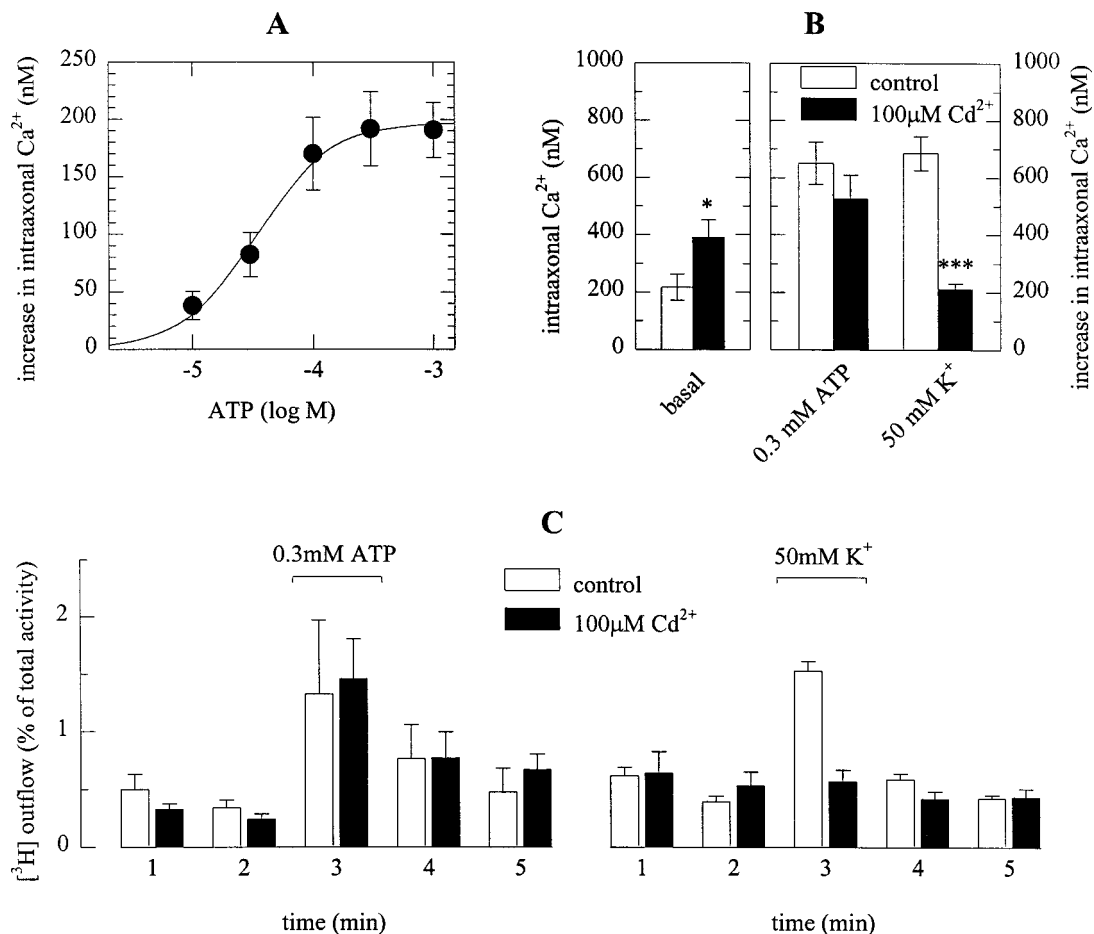 A
increase in intraaxonal Ca²⁺ (nM)
250
200
150
100
50
0
-5
-4
-3
ATP (log M)
B
intraaxonal Ca²⁺ (nM)
1000
800
600
400
200
0
control
100µM Cd²⁺
*
***
basal
0.3 mM ATP
50 mM K⁺
1000
800
600
400
200
0
increase in intraaxonal Ca²⁺ (nM)
C
[³H] outflow (% of total activity)
2
1
0
0.3mM ATP
control
100µM Cd²⁺
50mM K⁺
1 2 3 4 5
time (min)
1 2 3 4 5
time (min)